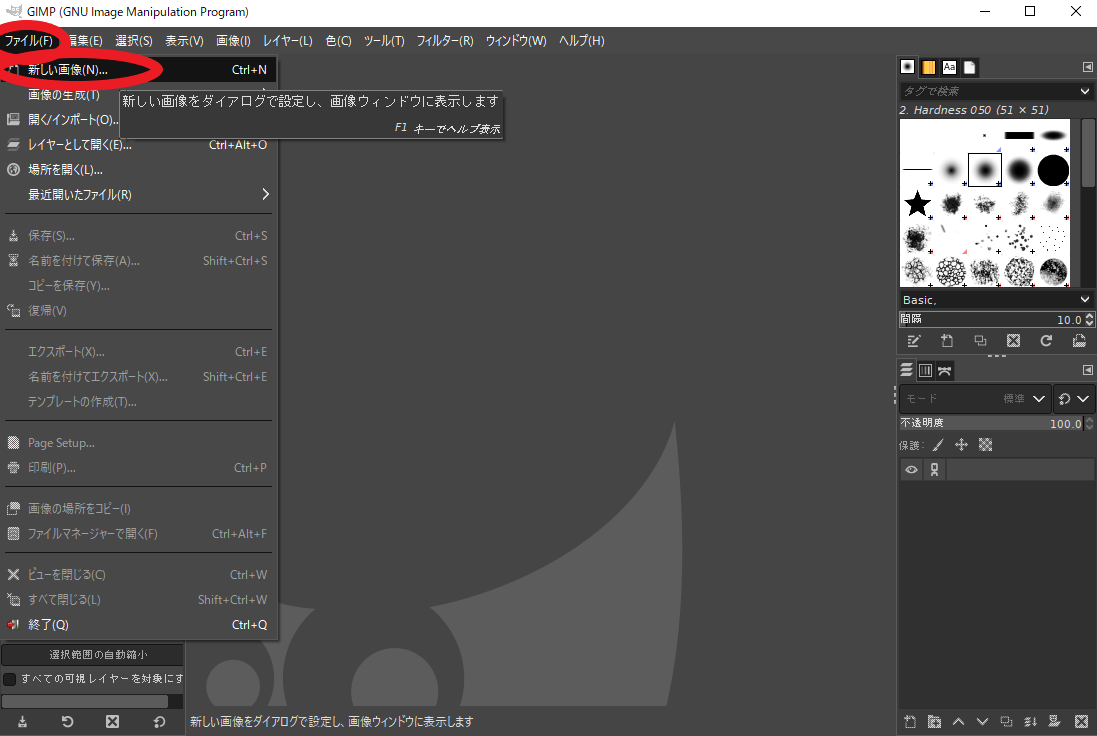 GIMP (GNU Image Manipulation Program)
ファイル(F) 編集(E) 選択(S) 表示(V) 画像(I) レイヤー(L) 色(C) ツール(T) フィルター(R) ウィンドウ(W) ヘルプ(H)
新しい画像(N)... Ctrl+N
画像の生成(T)
新しい画像をダイアログで設定し、画像ウィンドウに表示します
F1 キーでヘルプ表示
開く/インポート(O)...
レイヤーとして開く(E)... Ctrl+Alt+O
場所を開く(L)...
最近開いたファイル(R)
保存(S)... Ctrl+S
名前を付けて保存(A)... Shift+Ctrl+S
コピーを保存(Y)...
復帰(V)
エクスポート(X)... Ctrl+E
名前を付けてエクスポート(X)... Shift+Ctrl+E
テンプレートの作成(T)...
Page Setup...
印刷(P)... Ctrl+P
画像の場所をコピー(I)
ファイルマネージャーで開く(F) Ctrl+Alt+F
ビューを閉じる(C) Ctrl+W
すべて閉じる(L) Shift+Ctrl+W
終了(Q) Ctrl+Q
選択範囲の自動縮小
すべての可視レイヤーを対象にす
新しい画像をダイアログで設定し、画像ウィンドウに表示します
Aa
タグで検索
2. Hardness 050 (51 × 51)
Basic,
間隔 10.0
モード 標準
不透明度 100.0
保護: